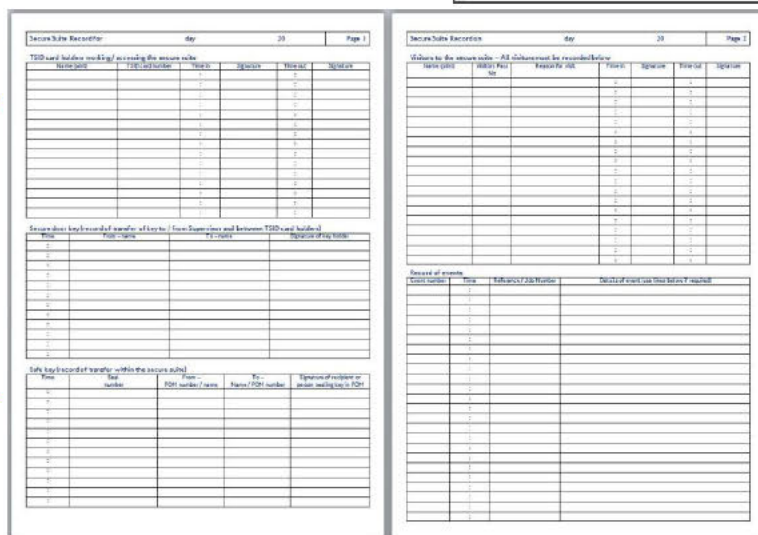 Secure Suite Record for day 20 Page 1
TSID card holders working / accessing the secure suite
Name (print) TSID card number Time in Signature Time out Signature
Secure door key (record of transfer of key to / from Supervisor and between TSID card holders)
Time From – name To – name Signature of key holder
Safe key (record of transfer within the secure suite)
Time Seal From – To – Signature of recipient or
number POM number / name Name / POM number person sealing key in POM
Secure Suite Record on day 20 Page 2
Visitors to the secure suite – All visitors must be recorded below
Name (print) Visitors Pass Reason for visit Time in Signature Time out Signature
No
Record of events
Event number Time Reference / Job Number Details of event (use lines below if required)